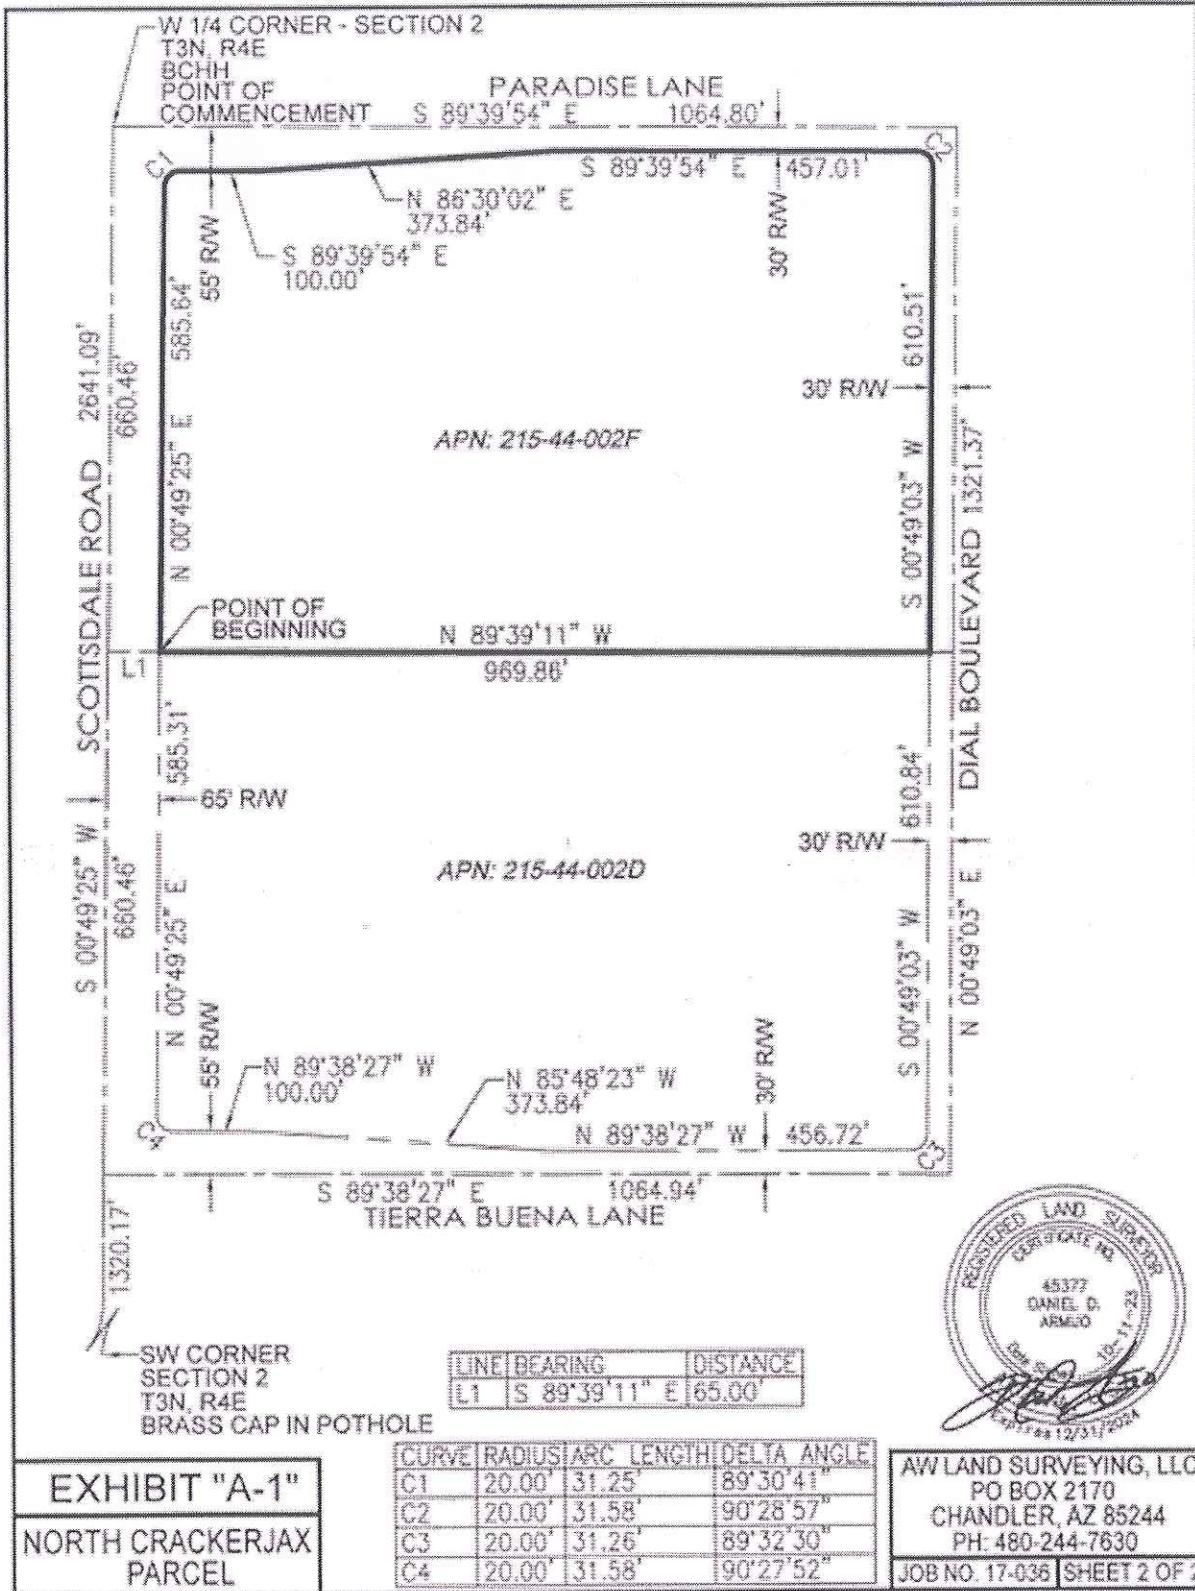 W 1/4 CORNER - SECTION 2
T3N, R4E
BCHH
POINT OF
COMMENCEMENT
PARADISE LANE
S 89°39'54" E 1064.80'
C1
C2
S 89°39'54" E 457.01'
N 86°30'02" E
373.84'
S 89°39'54" E
100.00'
55' R/W
30' R/W
585.64'
N 00°49'25" E
610.51'
S 00°49'03" W
30' R/W
2641.09'
660.46'
SCOTTSDALE ROAD
APN: 215-44-002F
DIAL BOULEVARD 1321.37'
POINT OF
BEGINNING
N 89°39'11" W
969.86'
L1
585.31'
N 00°49'25" E
65' R/W
610.84'
S 00°49'03" W
30' R/W
APN: 215-44-002D
S 00°49'25" W
660.46'
N 00°49'03" E
55' R/W
N 89°38'27" W
100.00'
N 85°48'23" W
373.84'
30' R/W
N 89°38'27" W 456.72'
C4
C3
S 89°38'27" E 1064.94'
TIERRA BUENA LANE
1320.17'
SW CORNER
SECTION 2
T3N, R4E
BRASS CAP IN POTHOLE
LINE BEARING DISTANCE
L1 S 89°39'11" E 65.00'
REGISTERED LAND SURVEYOR
CERTIFICATE NO.
45377
DANIEL D.
ARMIJO
10-11-23
Expires 12/31/2024
CURVE RADIUS ARC LENGTH DELTA ANGLE
C1 20.00' 31.25' 89°30'41"
C2 20.00' 31.58' 90°28'57"
C3 20.00' 31.26' 89°32'30"
C4 20.00' 31.58' 90°27'52"
EXHIBIT "A-1"
NORTH CRACKERJAX
PARCEL
AW LAND SURVEYING, LLC
PO BOX 2170
CHANDLER, AZ 85244
PH: 480-244-7630
JOB NO. 17-036 SHEET 2 OF 2